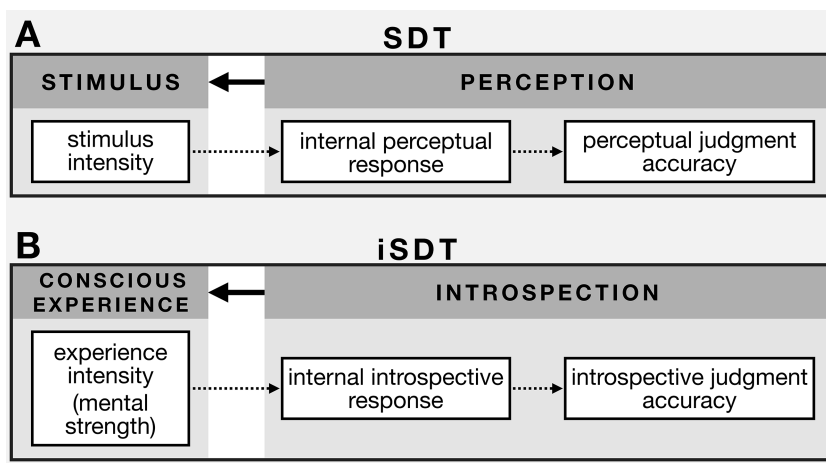 A
SDT
STIMULUS
PERCEPTION
stimulus
intensity
internal perceptual
response
perceptual judgment
accuracy
B
iSDT
CONSCIOUS
EXPERIENCE
INTROSPECTION
experience
intensity
(mental
strength)
internal introspective
response
introspective judgment
accuracy